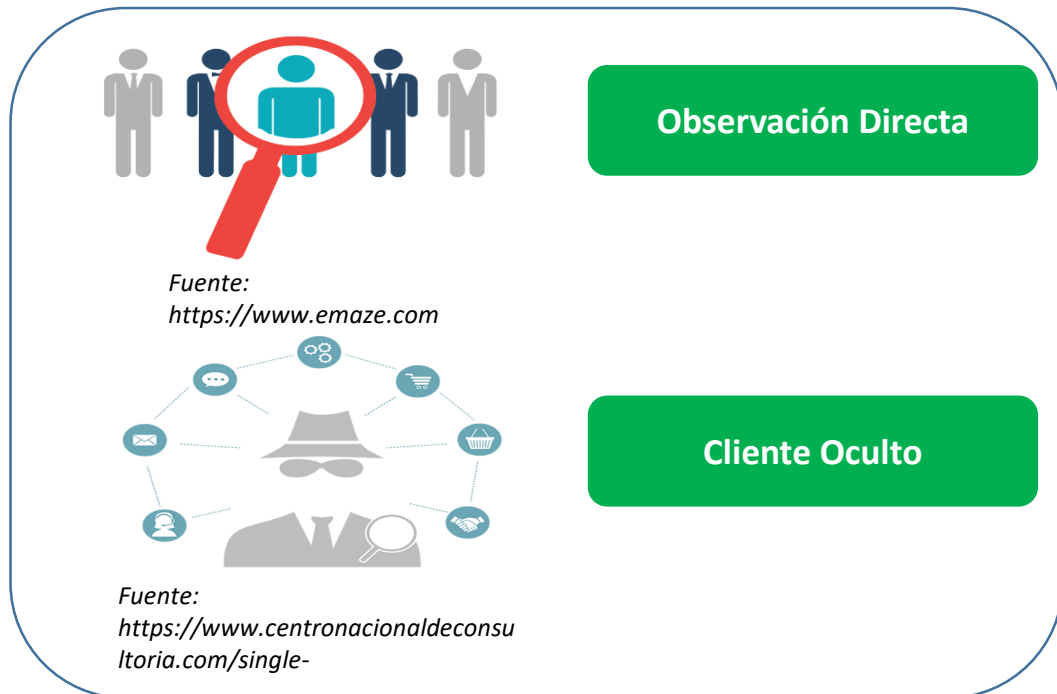 Observación Directa
Fuente:
https://www.emaze.com
Cliente Oculto
Fuente:
https://www.centronacionaldeconsu
ltoria.com/single-